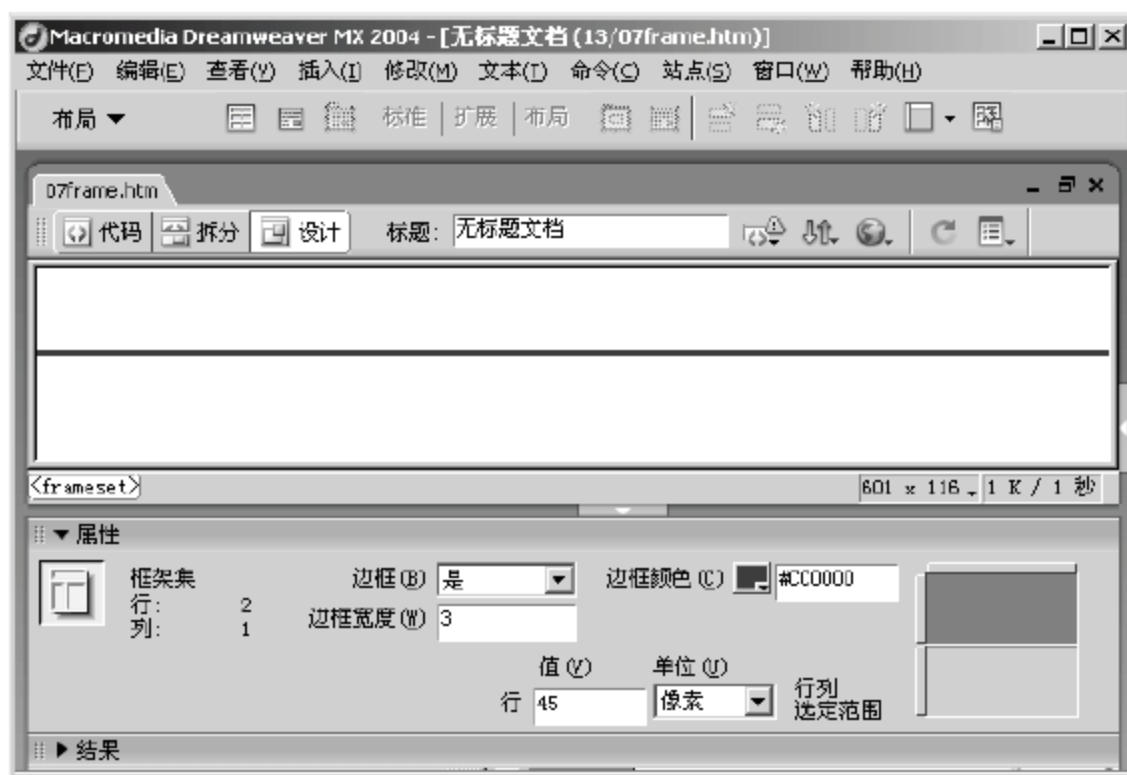 Macromedia Dreamweaver MX 2004 - [无标题文档 (13/07frame.htm)]
文件(F) 编辑(E) 查看(V) 插入(I) 修改(M) 文本(T) 命令(C) 站点(S) 窗口(W) 帮助(H)
布局 标准 扩展 布局
07frame.htm
代码 拆分 设计 标题: 无标题文档
<frameset> 601 x 116 1 K / 1 秒
属性
框架集 边框(B) 是 边框颜色(C) #CC0000
行: 2 边框宽度(W) 3
列: 1
值(V) 单位(U)
行 45 像素 行列
选定范围
结果